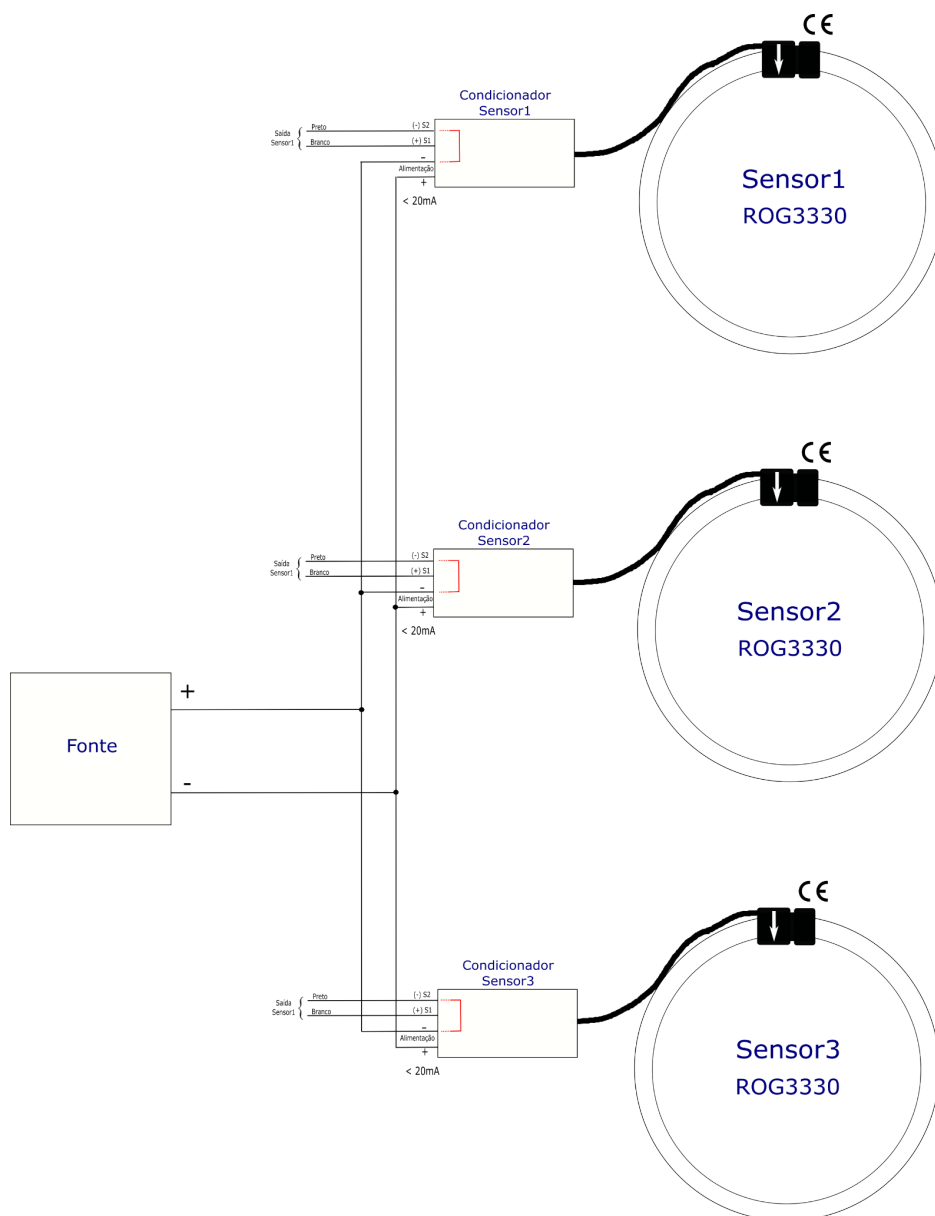 CE
Condicionador
Sensor1
Saída
Sensor1
Preto
(-) S2
Branco
(+) S1
-
Alimentação
+
< 20mA
Sensor1
ROG3330
CE
Condicionador
Sensor2
Saída
Sensor1
Preto
(-) S2
Branco
(+) S1
-
Alimentação
+
< 20mA
Sensor2
ROG3330
+
Fonte
-
CE
Condicionador
Sensor3
Saída
Sensor1
Preto
(-) S2
Branco
(+) S1
-
Alimentação
+
< 20mA
Sensor3
ROG3330